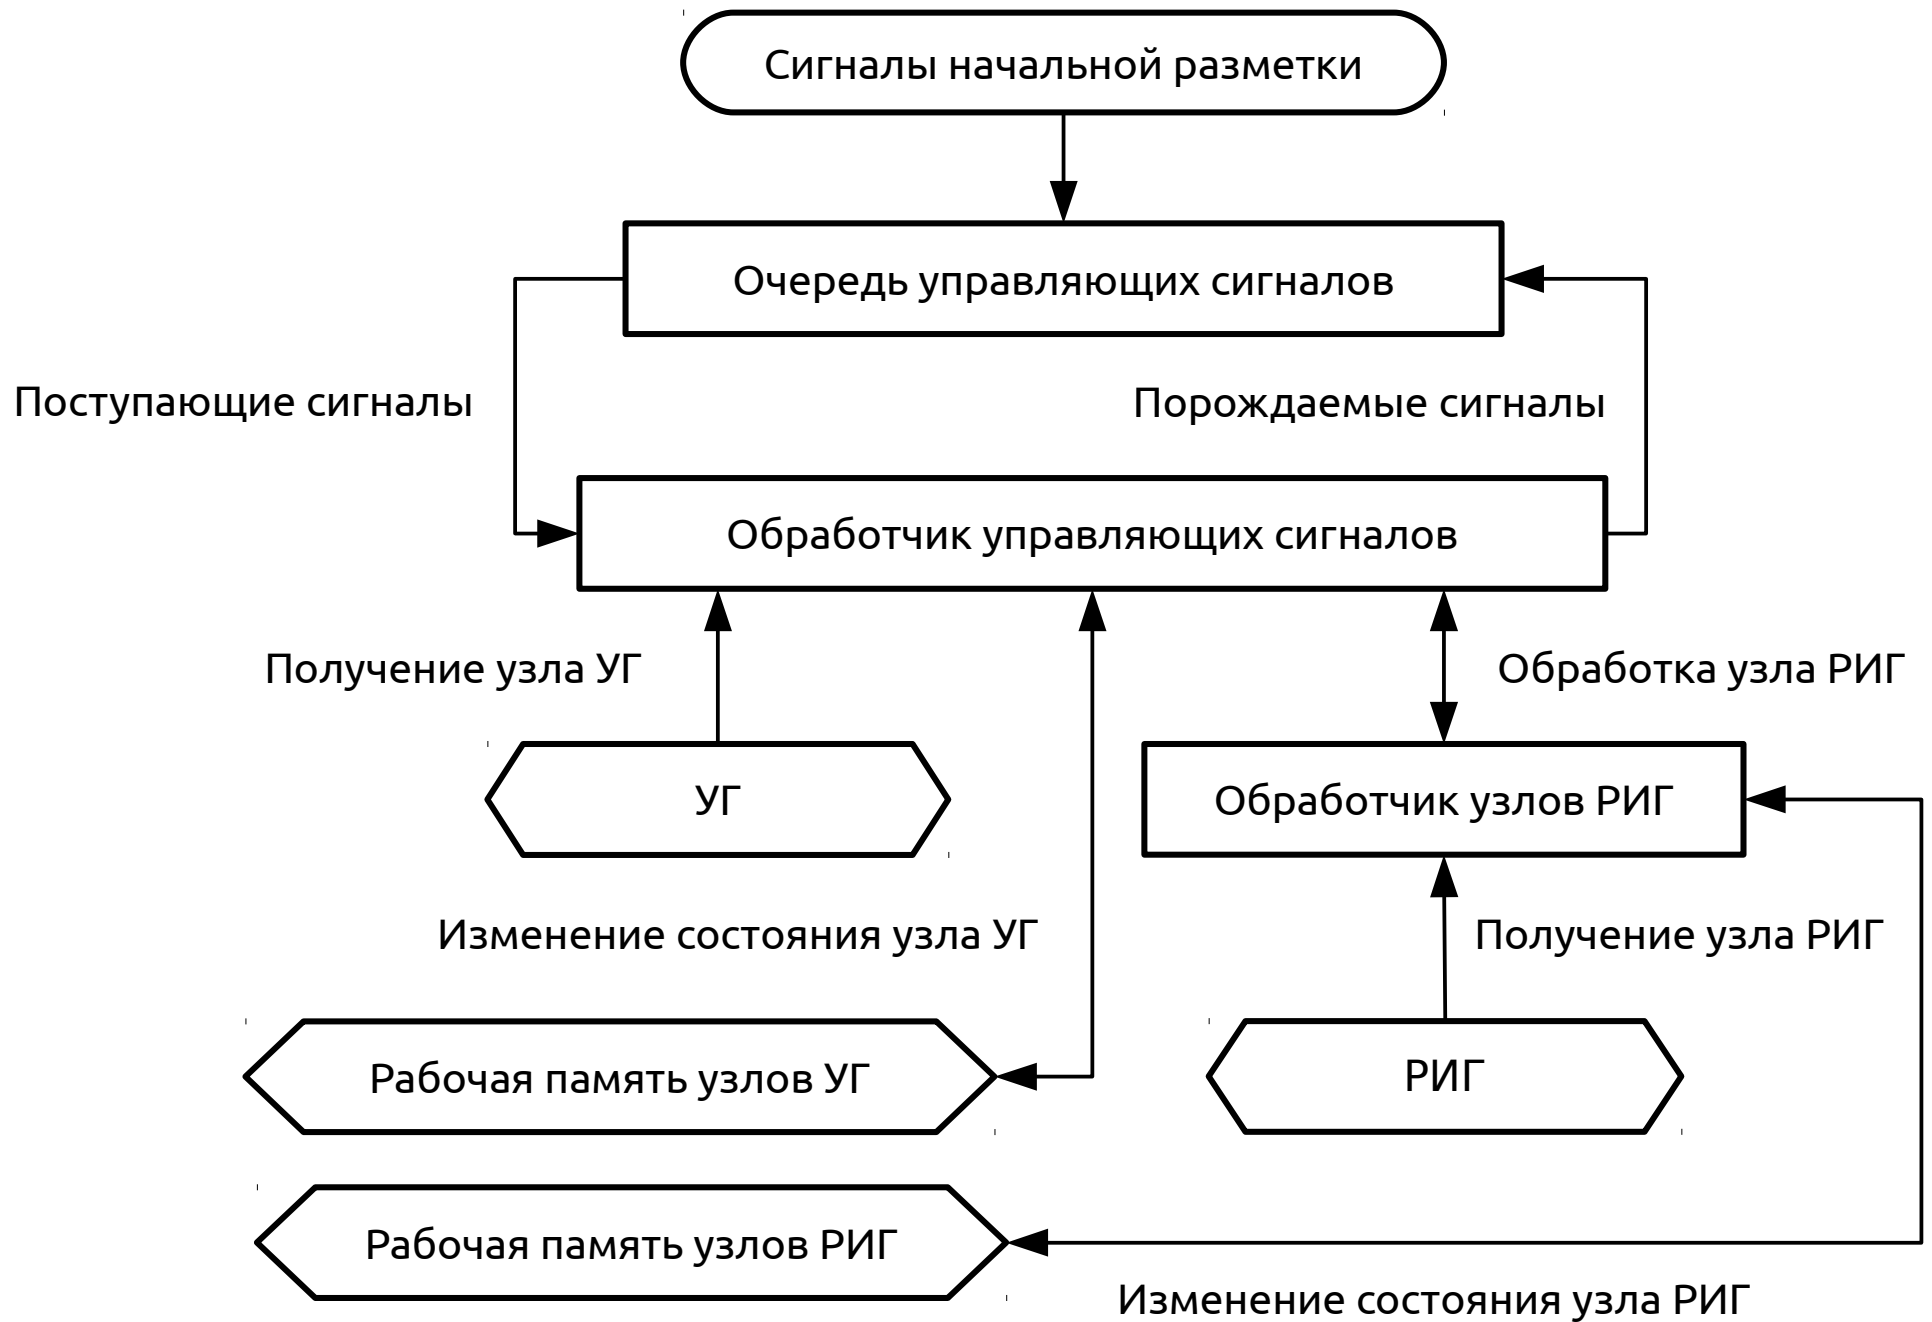 Сигналы начальной разметки
Очередь управляющих сигналов
Поступающие сигналы
Порождаемые сигналы
Обработчик управляющих сигналов
Получение узла УГ
Обработка узла РИГ
УГ
Обработчик узлов РИГ
Изменение состояния узла УГ
Получение узла РИГ
Рабочая память узлов УГ
РИГ
Рабочая память узлов РИГ
Изменение состояния узла РИГ